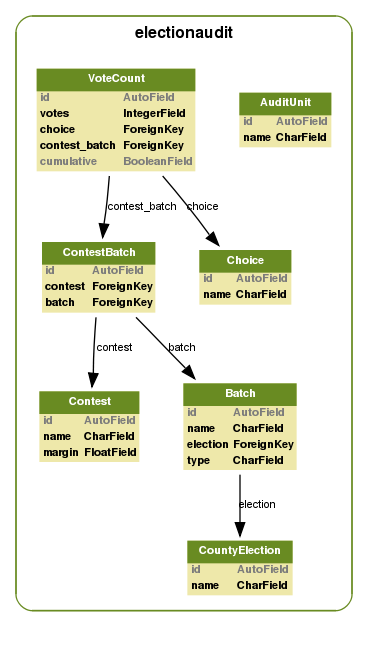 electionaudit
VoteCount
id AutoField
votes IntegerField
choice ForeignKey
contest_batch ForeignKey
cumulative BooleanField
AuditUnit
id AutoField
name CharField
contest_batch
choice
ContestBatch
id AutoField
contest ForeignKey
batch ForeignKey
Choice
id AutoField
name CharField
contest
batch
Contest
id AutoField
name CharField
margin FloatField
Batch
id AutoField
name CharField
election ForeignKey
type CharField
election
CountyElection
id AutoField
name CharField